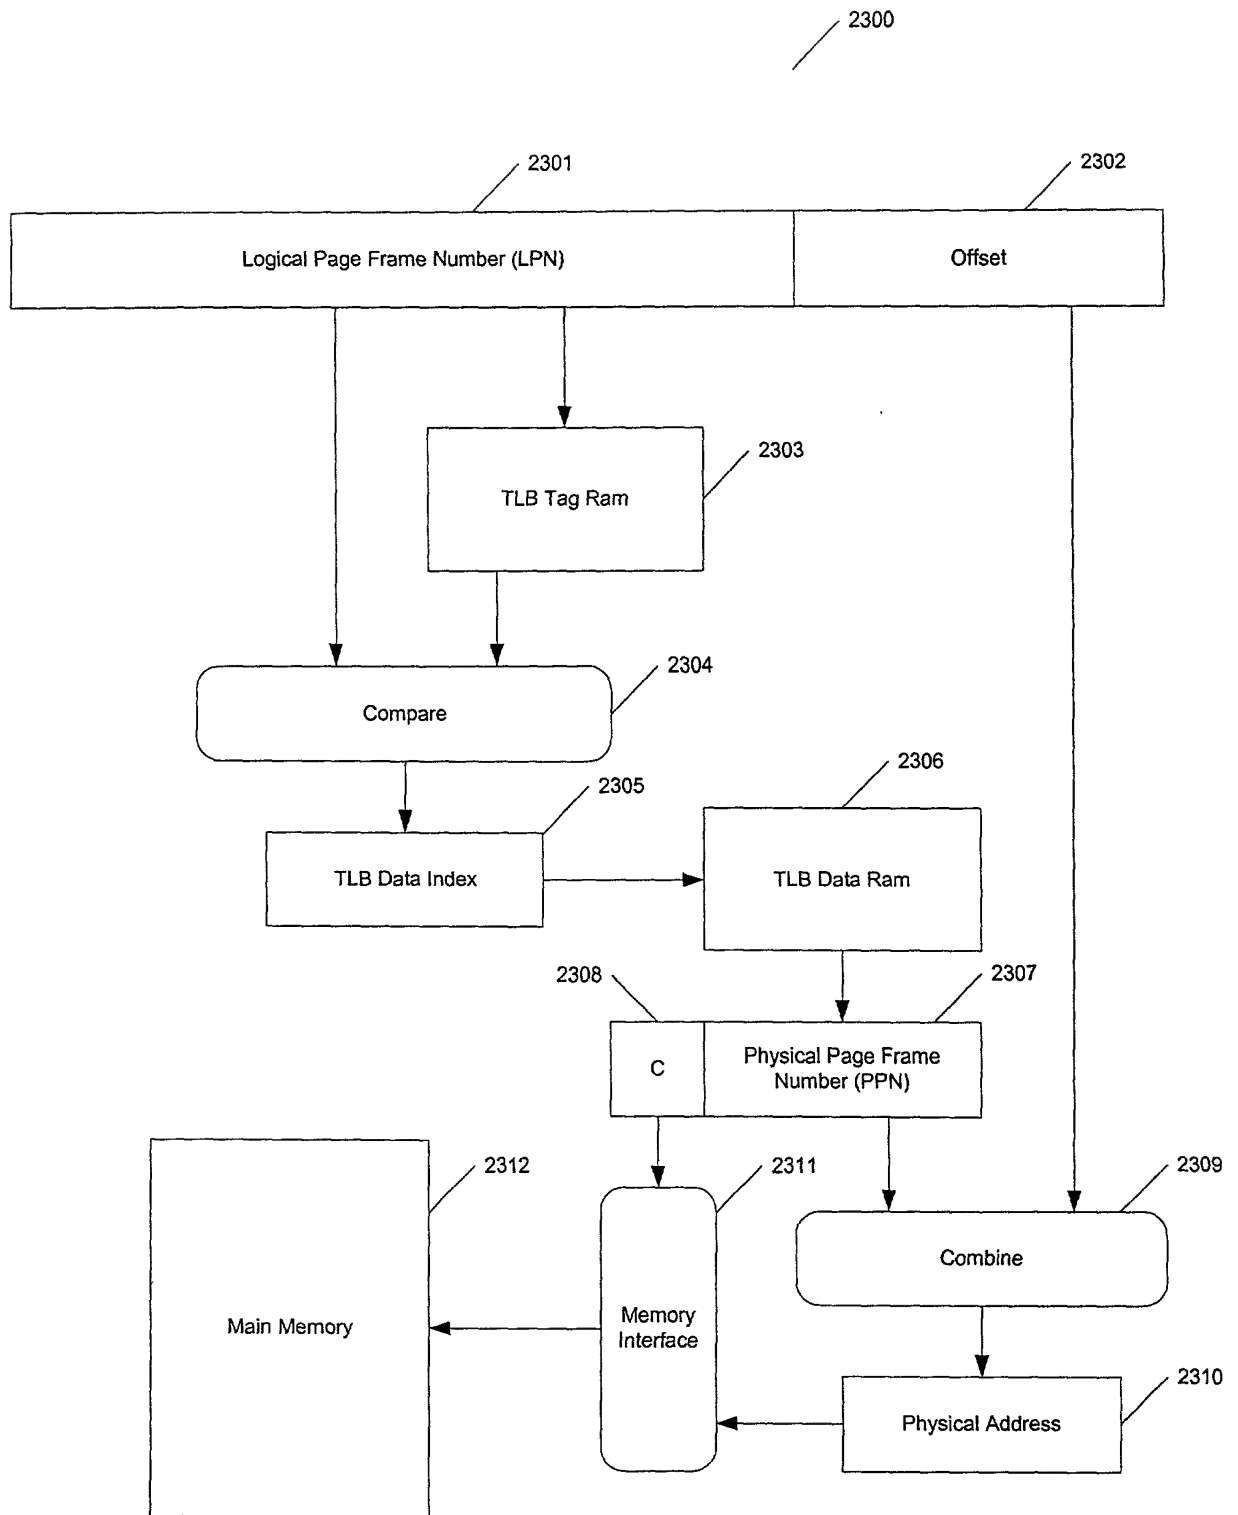 2300
2301
2302
Logical Page Frame Number (LPN)
Offset
2303
TLB Tag Ram
2304
Compare
2305
2306
TLB Data Index
TLB Data Ram
2308
2307
C
Physical Page Frame
Number (PPN)
2312
2311
2309
Combine
Main Memory
Memory
Interface
2310
Physical Address